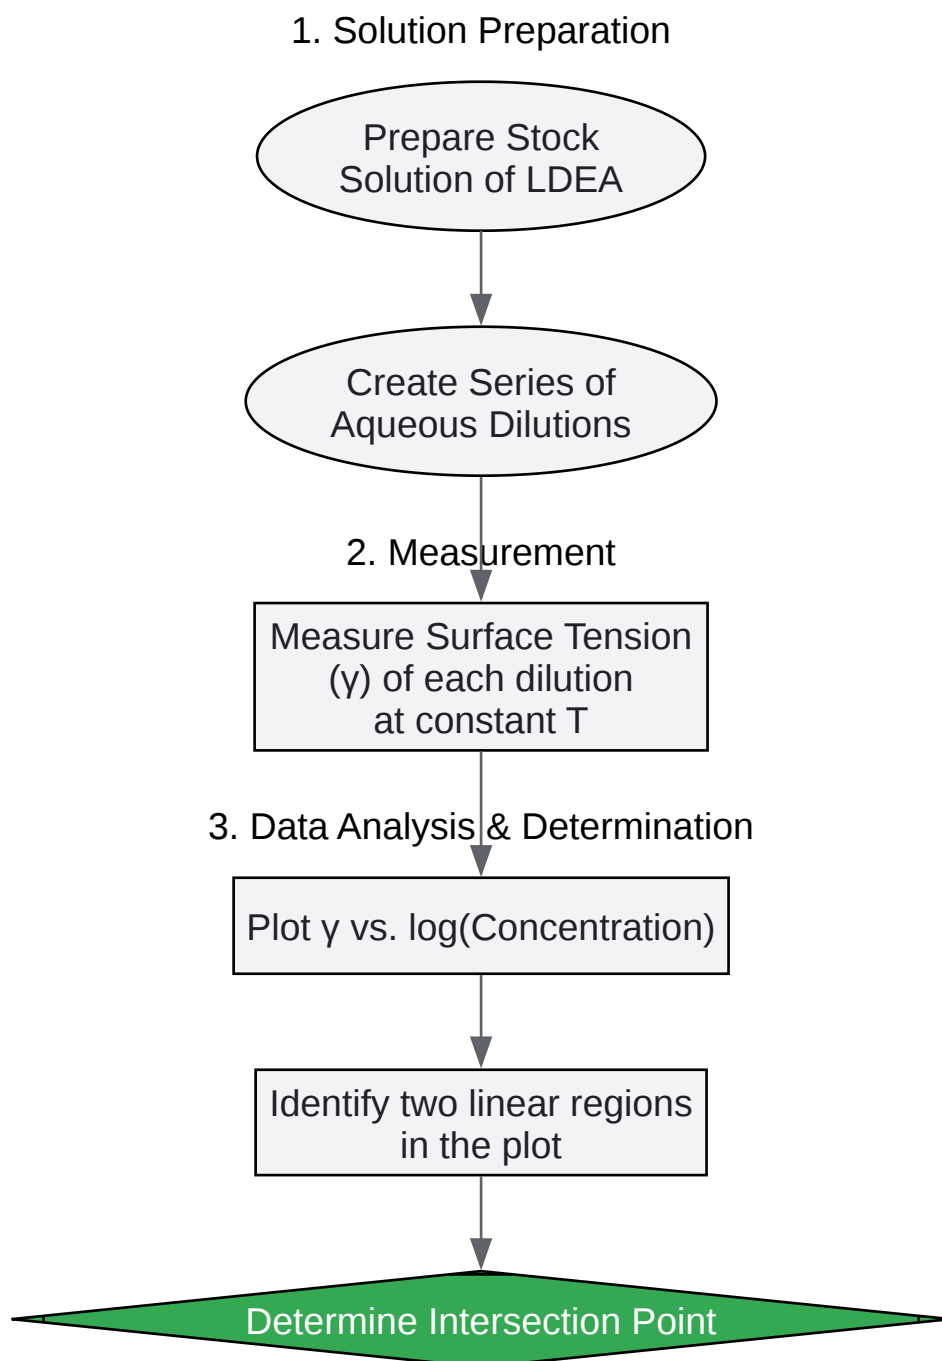 1. Solution Preparation
Prepare Stock
Solution of LDEA
Create Series of
Aqueous Dilutions
2. Measurement
Measure Surface Tension
(γ) of each dilution
at constant T
3. Data Analysis & Determination
Plot γ vs. log(Concentration)
Identify two linear regions
in the plot
Determine Intersection Point